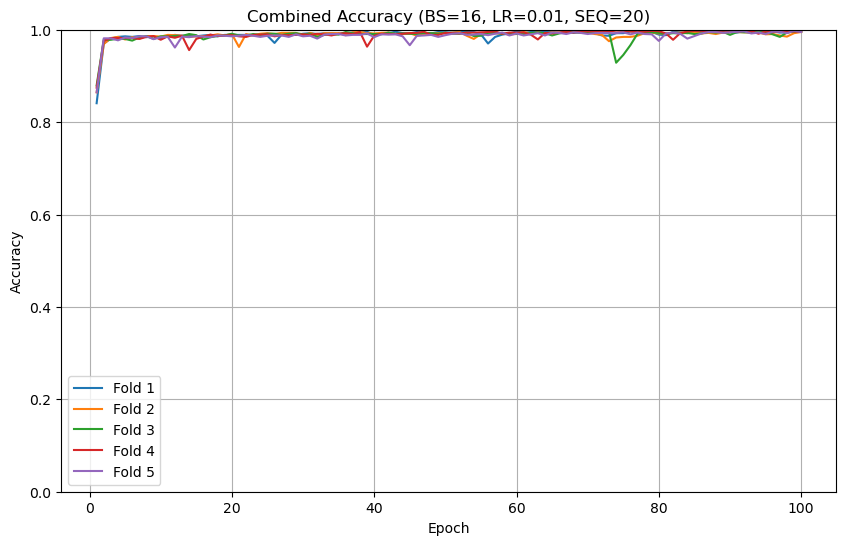 Combined Accuracy (BS=16, LR=0.01, SEQ=20)
1.0
0.8
0.6
0.4
0.2
0.0
Accuracy
Fold 1
Fold 2
Fold 3
Fold 4
Fold 5
0 20 40 60 80 100
Epoch